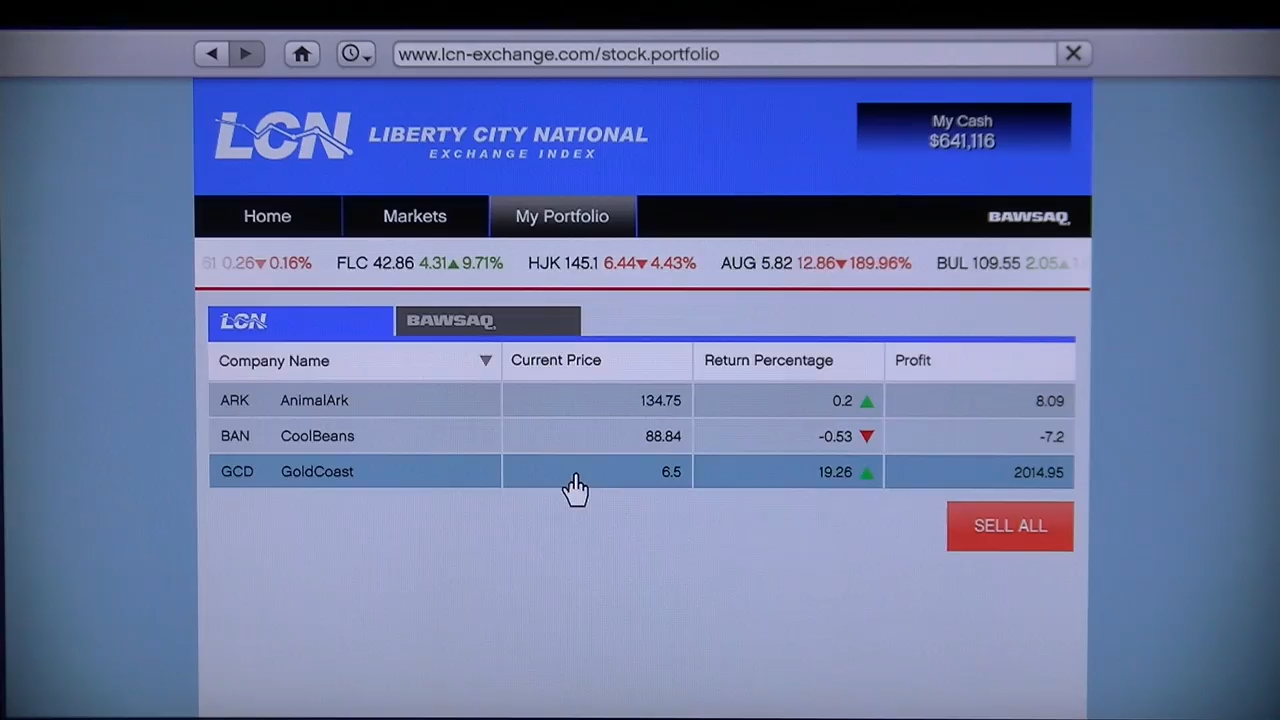 www.lcn-exchange.com/stock.portfolio
LCN LIBERTY CITY NATIONAL
EXCHANGE INDEX
My Cash
$641,116
Home Markets My Portfolio BAWSAQ
61 0.26▼0.16% FLC 42.86 4.31▲9.71% HJK 145.1 6.44▼4.43% AUG 5.82 12.86▼189.96% BUL 109.55 2.05▲
LCN BAWSAQ
Company Name ▼ Current Price Return Percentage Profit
ARK AnimalArk 134.75 0.2 ▲ 8.09
BAN CoolBeans 88.84 -0.53 ▼ -7.2
GCD GoldCoast 6.5 19.26 ▲ 2014.95
SELL ALL